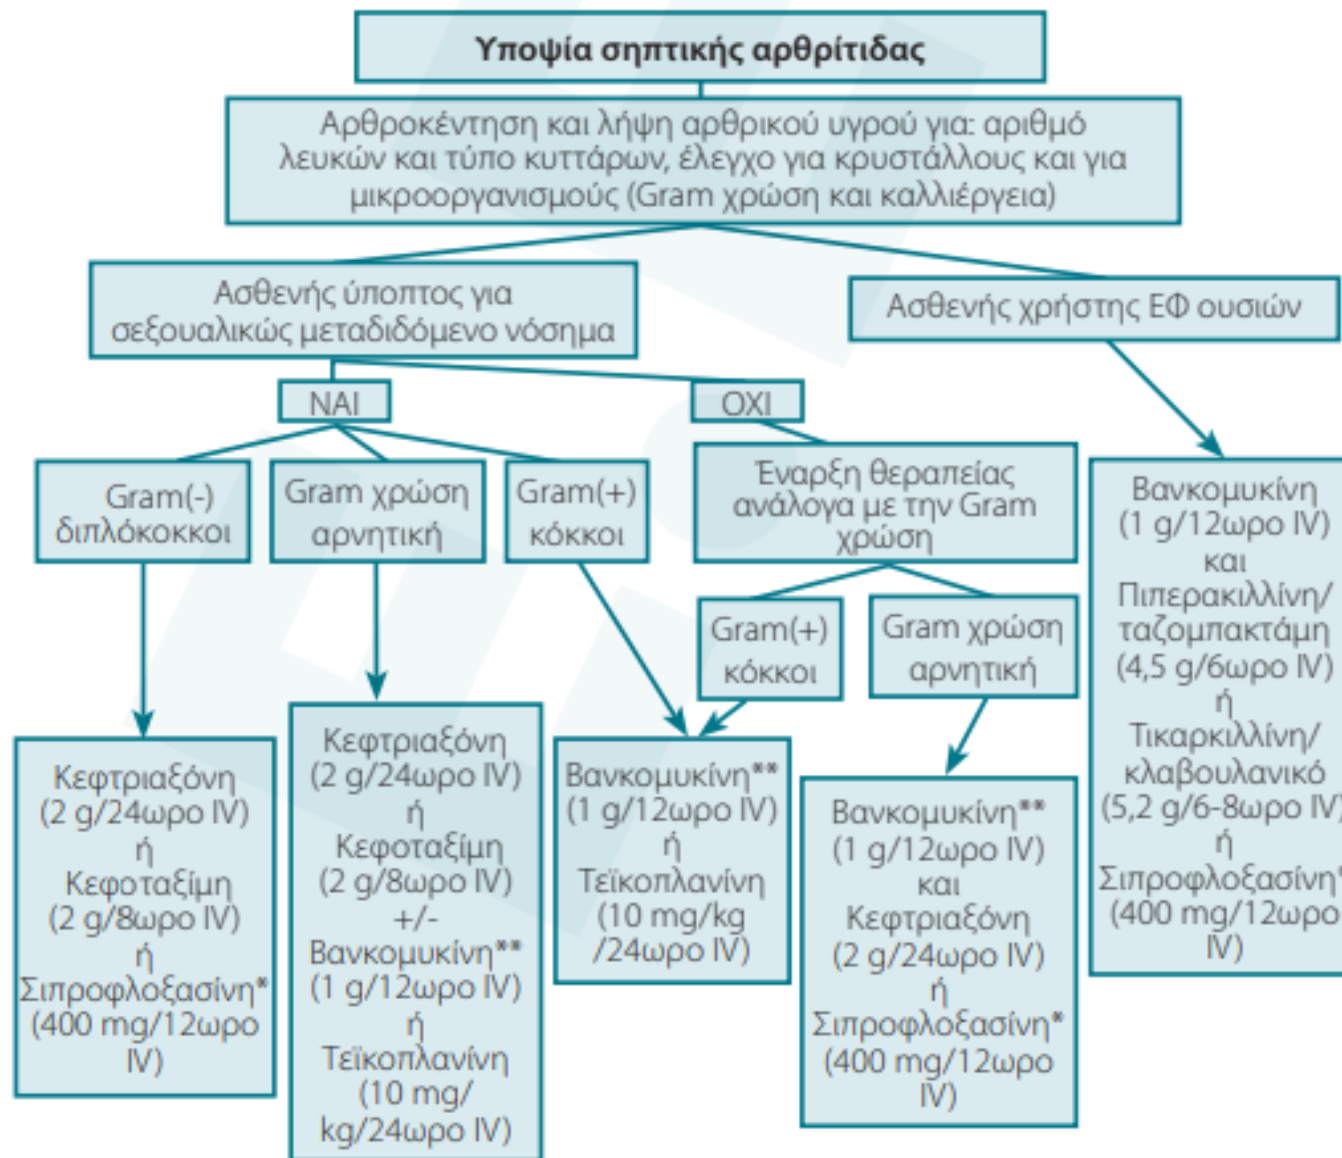 Υποψία σηπτικής αρθρίτιδας
Αρθροκέντηση και λήψη αρθρικού υγρού για: αριθμό
λευκών και τύπο κυττάρων, έλεγχο για κρυστάλλους και για
μικροοργανισμούς (Gram χρώση και καλλιέργεια)
Ασθενής ύποπτος για
σεξουαλικώς μεταδιδόμενο νόσημα
Ασθενής χρήστης ΕΦ ουσιών
ΝΑΙ
ΟΧΙ
Gram(-)
διπλόκοκκοι
Gram χρώση
αρνητική
Gram(+)
κόκκοι
Έναρξη θεραπείας
ανάλογα με την Gram
χρώση
Gram(+)
κόκκοι
Gram χρώση
αρνητική
Κεφτριαξόνη
(2 g/24ωρο IV)
ή
Κεφοταξίμη
(2 g/8ωρο IV)
ή
Σιπροφλοξασίνη*
(400 mg/12ωρο
IV)
Κεφτριαξόνη
(2 g/24ωρο IV)
ή
Κεφοταξίμη
(2 g/8ωρο IV)
+/-
Βανκομυκίνη**
(1 g/12ωρο IV)
ή
Τεϊκοπλανίνη
(10 mg/
kg/24ωρο IV)
Βανκομυκίνη**
(1 g/12ωρο IV)
ή
Τεϊκοπλανίνη
(10 mg/kg
/24ωρο IV)
Βανκομυκίνη**
(1 g/12ωρο IV)
και
Κεφτριαξόνη
(2 g/24ωρο IV)
ή
Σιπροφλοξασίνη*
(400 mg/12ωρο
IV)
Βανκομυκίνη
(1 g/12ωρο IV)
και
Πιπερακιλλίνη/
ταζομπακτάμη
(4,5 g/6ωρο IV)
ή
Τικαρκιλλίνη/
κλαβουλανικό
(5,2 g/6-8ωρο IV)
ή
Σιπροφλοξασίνη*
(400 mg/12ωρο
IV)